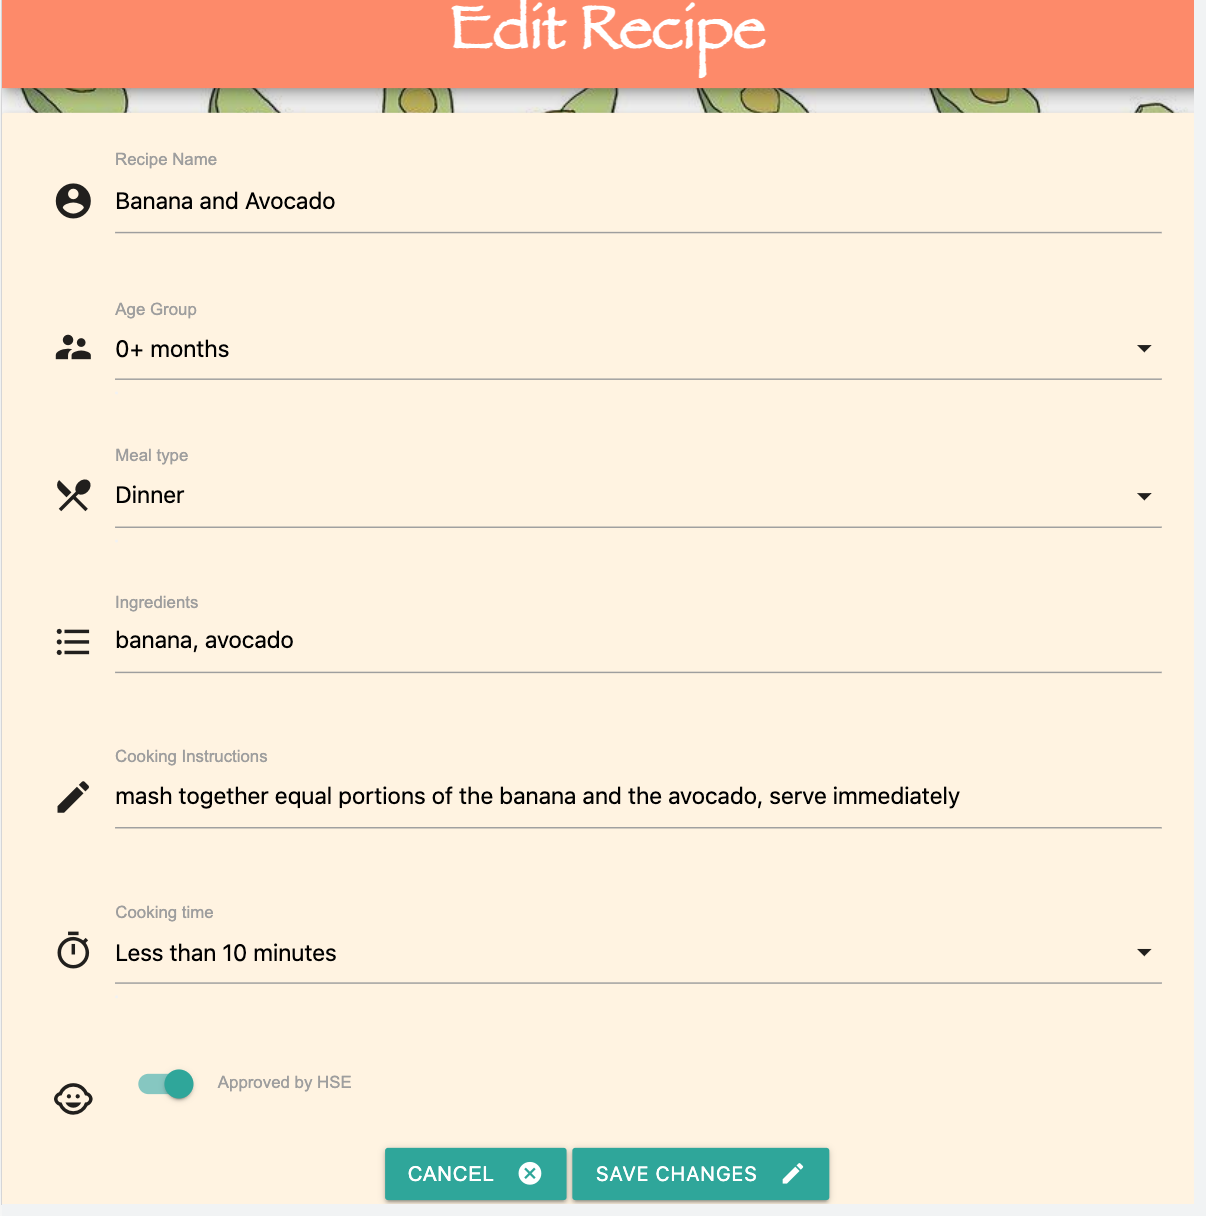 Edit Recipe
Recipe Name
Banana and Avocado
Age Group
0+ months
Meal type
Dinner
Ingredients
banana, avocado
Cooking Instructions
mash together equal portions of the banana and the avocado, serve immediately
Cooking time
Less than 10 minutes
Approved by HSE
CANCEL
SAVE CHANGES